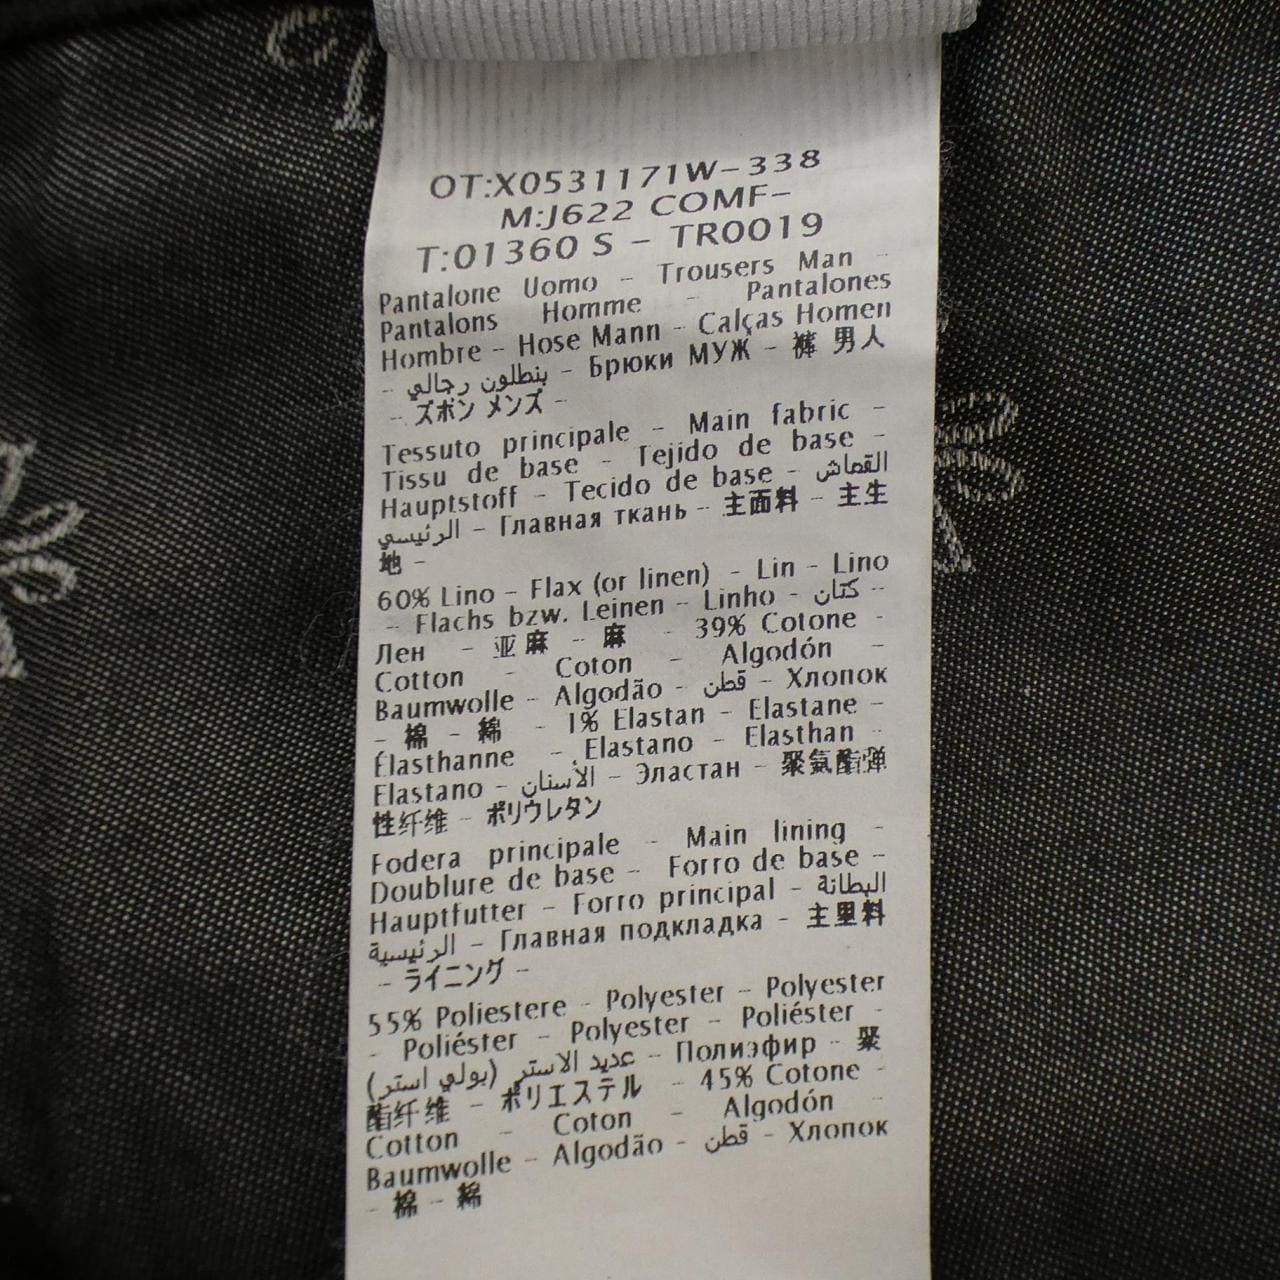 OT:X0531171W-338
M:J622 COMF-
T:01360 S - TR0019
Pantalone Uomo - Trousers Man -
Pantalons Homme - Pantalones
Hombre - Hose Mann - Calças Homen
- بنطلون رجالي - Брюки МУЖ - 裤 男人
- ズボン メンズ -
Tessuto principale - Main fabric -
Tissu de base - Tejido de base -
Hauptstoff - Tecido de base - القماش
الرئيسي - Главная ткань - 主面料 - 主生
地 -
60% Lino - Flax (or linen) - Lin - Lino
- Flachs bzw. Leinen - Linho - كتان -
Лен - 亚麻 - 麻 - 39% Cotone -
Cotton - Coton - Algodón -
Baumwolle - Algodão - قطن - Хлопок
- 棉 - 綿 - 1% Elastan - Elastane -
Élasthanne - Elastano - Elasthan -
Elastano - الأستان - Эластан - 聚氨酯弹
性纤维 - ポリウレタン
Fodera principale - Main lining -
Doublure de base - Forro de base -
Hauptfutter - Forro principal - البطانة
الرئيسية - Главная подкладка - 主里料
- ライニング -
55% Poliestere - Polyester - Polyester
- Poliéster - Polyester - Poliéster -
عديد الاستر (بولي استر) - Полиэфир - 聚
酯纤维 - ポリエステル - 45% Cotone -
Cotton - Coton - Algodón -
Baumwolle - Algodão - قطن - Хлопок
- 棉 - 綿